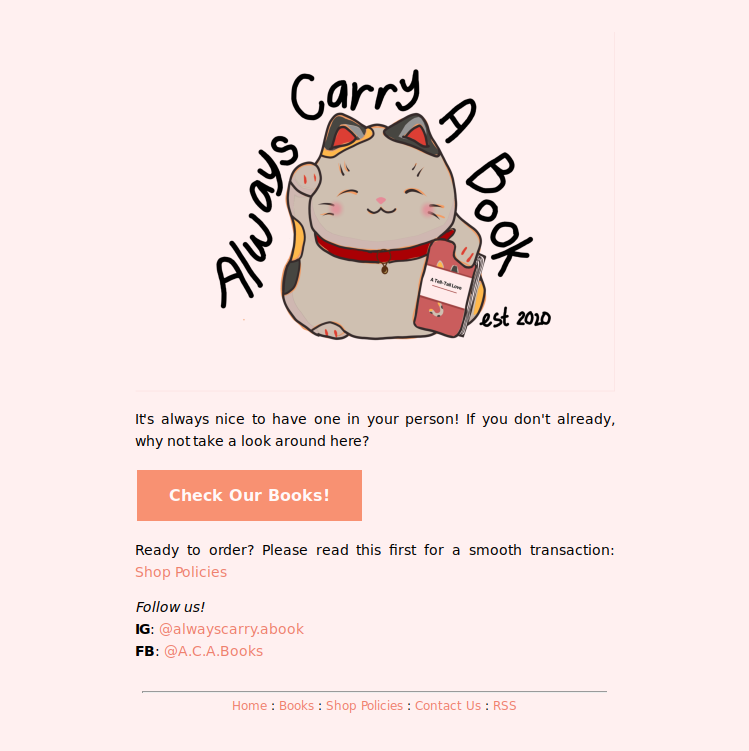 Always Carry A Book
A Tell-Tail Love
est 2020
It's always nice to have one in your person! If you don't already,
why not take a look around here?
Check Our Books!
Ready to order? Please read this first for a smooth transaction:
Shop Policies
Follow us!
IG: @alwayscarry.abook
FB: @A.C.A.Books
Home : Books : Shop Policies : Contact Us : RSS